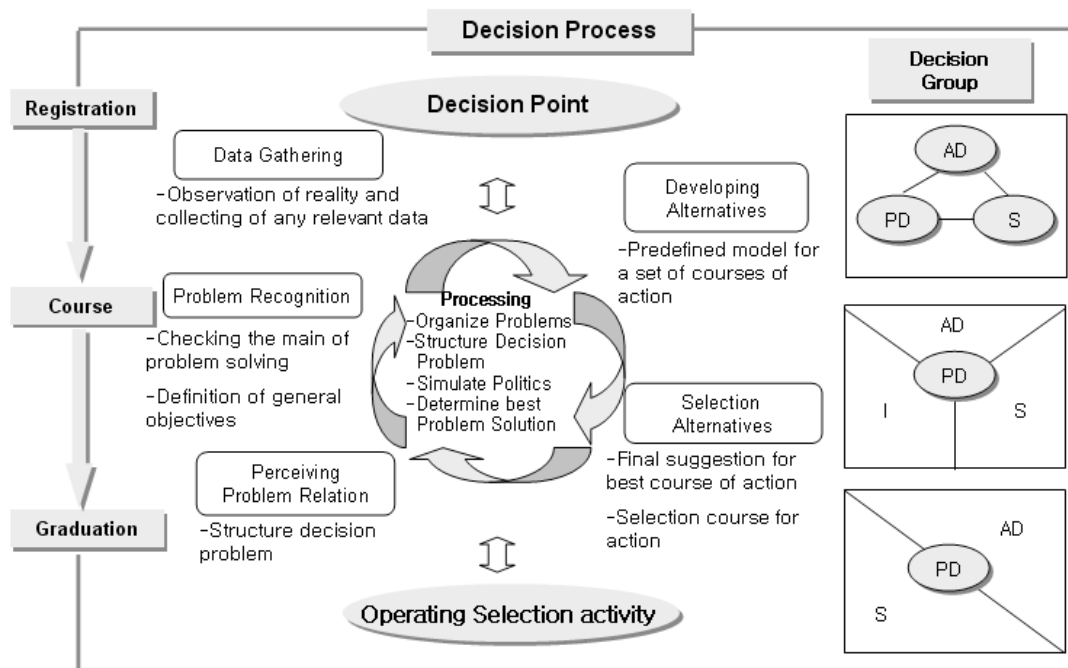 Decision Process
Decision
Group
Registration
Course
Graduation
Decision Point
Data Gathering
-Observation of reality and
collecting of any relevant data
Problem Recognition
-Checking the main of
problem solving
-Definition of general
objectives
Perceiving
Problem Relation
-Structure decision
problem
Processing
-Organize Problems
-Structure Decision
Problem
-Simulate Politics
-Determine best
Problem Solution
Developing
Alternatives
-Predefined model for
a set of courses of
action
Selection
Alternatives
-Final suggestion for
best course of action
-Selection course for
action
Operating Selection activity
AD
PD
S
AD
PD
I
S
AD
PD
S